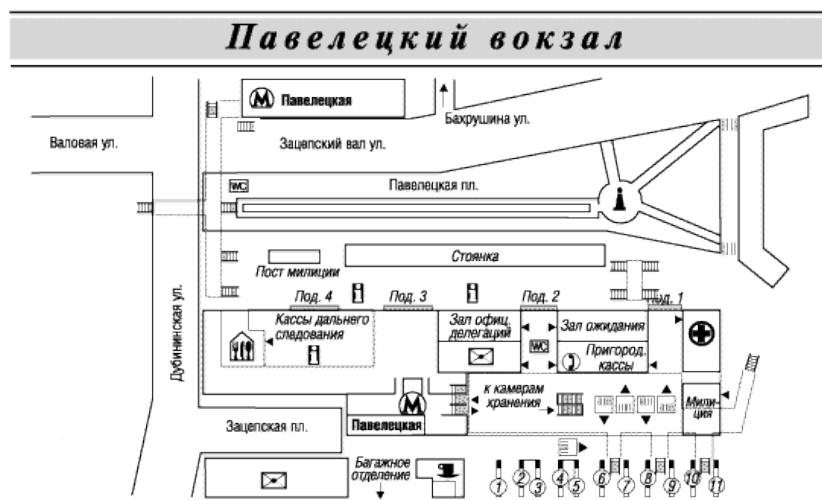 Павелецкий вокзал
М Павелецкая
Бахрушина ул.
Валовая ул.
Зацепский вал ул.
WC
Павелецкая пл.
Стоянка
Пост милиции
Дубининская ул.
Под. 4
Под. 3
Под. 2
Под. 1
Кассы дальнего
следования
Зал офиц.
делегаций
WC
Зал ожидания
Пригород.
кассы
к камерам
хранения
Мили-
ция
М
Павелецкая
Зацепская пл.
Багажное
отделение
1
2
3
4
5
6
7
8
9
10
11